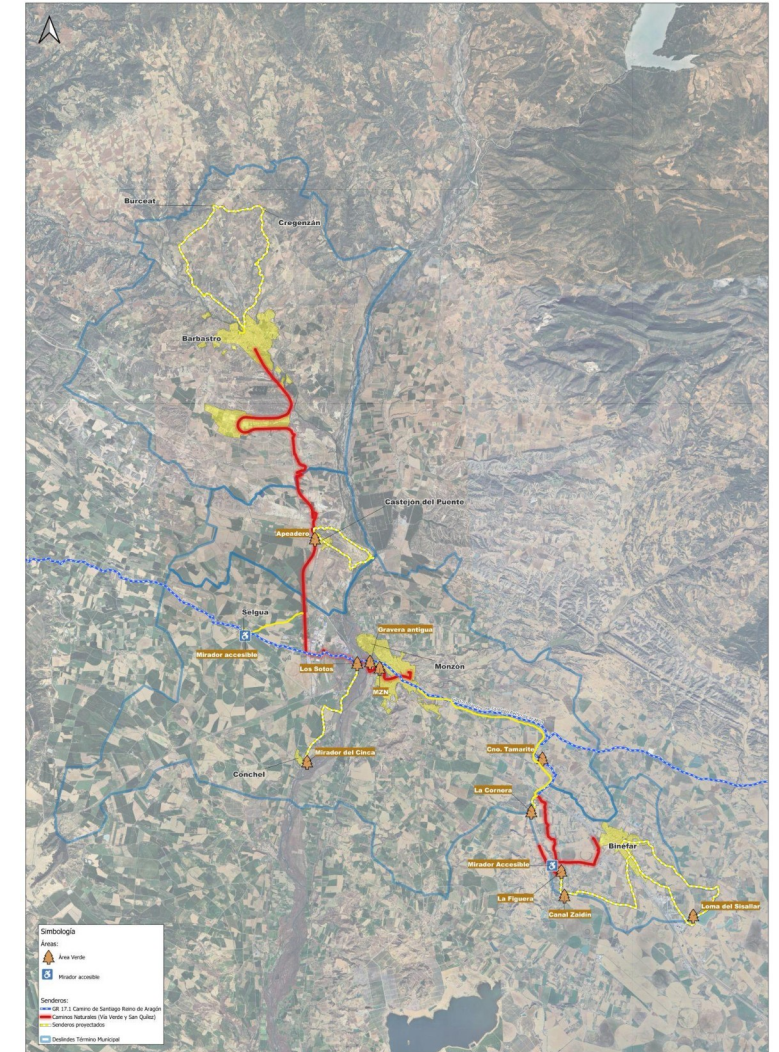 Burceat
Cregenzán
Barbastro
Castejón del Puente
Apeadero
Selgua
Mirador accesible
Gravera antigua
Los Sotos
Monzón
MZN
Mirador del Cinca
Conchel
Cno. Tamarite
La Cornera
Binéfar
Mirador Accesible
La Figuera
Canal Zaidín
Loma del Sisallar
Simbología
Áreas:
Área Verde
Mirador accesible
Senderos:
GR 17.1 Camino de Santiago Reino de Aragón
Caminos Naturales (Vía Verde y San Quílez)
Senderos proyectados
Deslindes Término Municipal